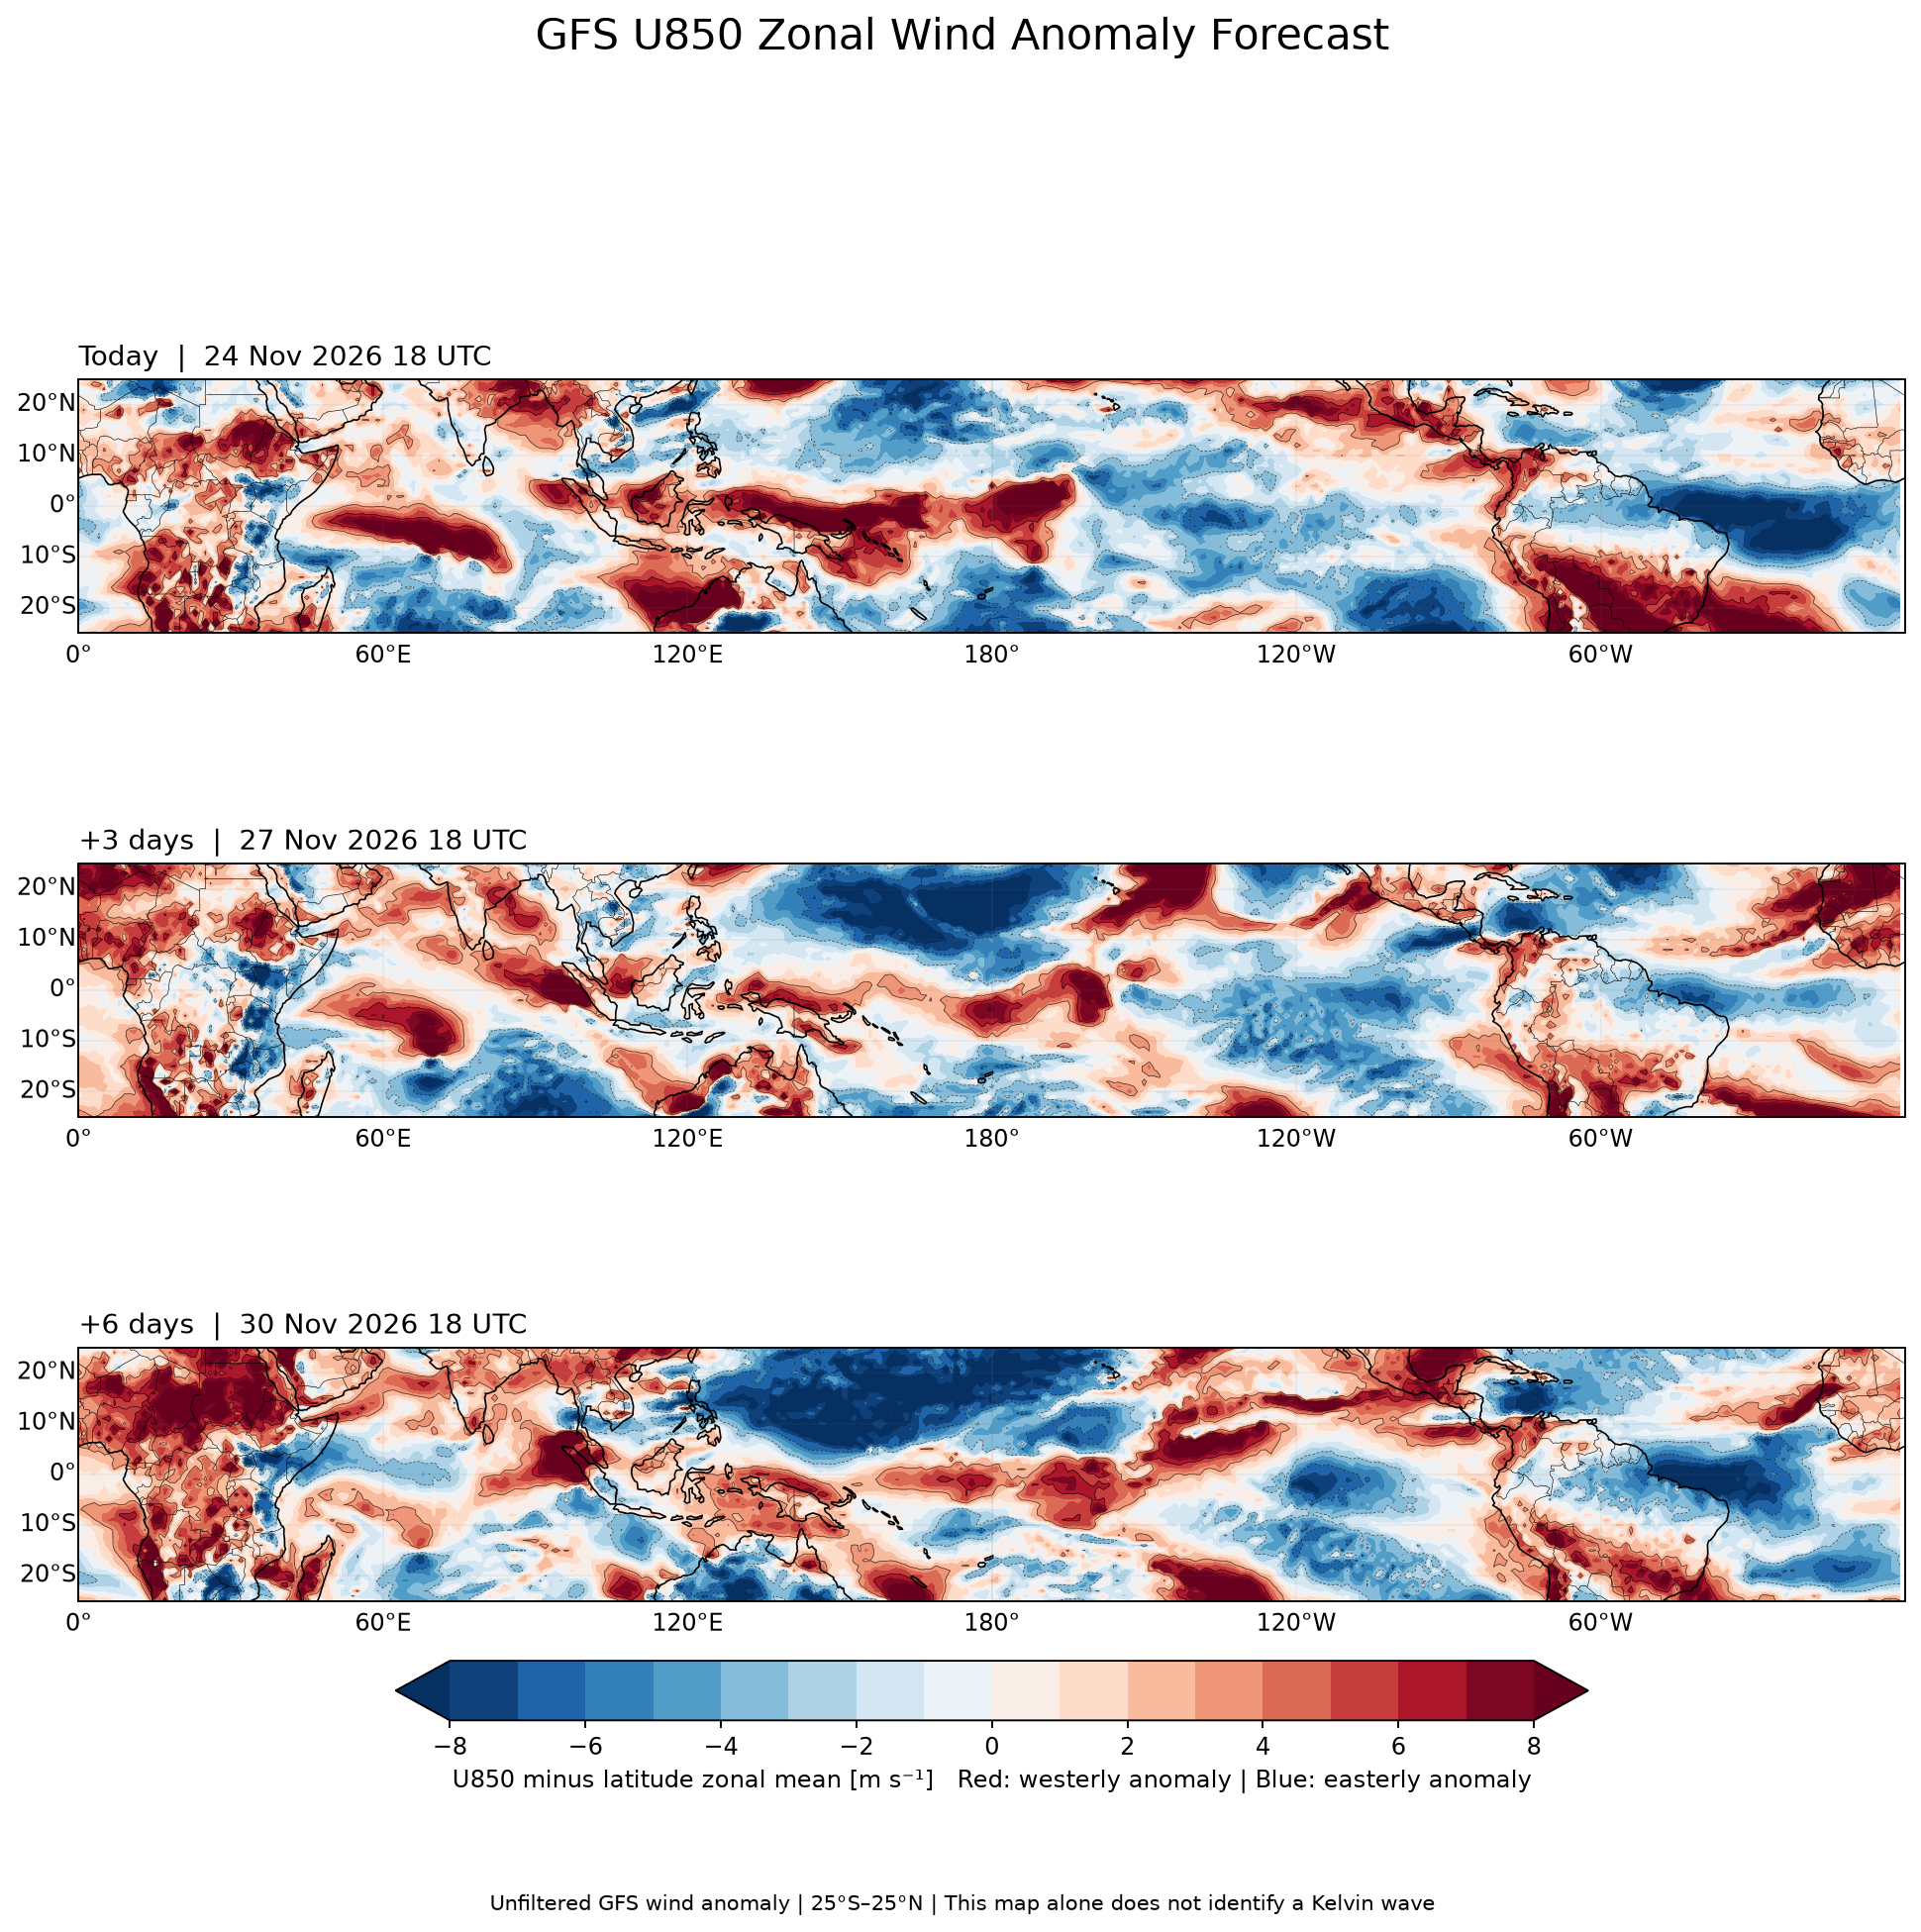 GFS U850 Zonal Wind Anomaly Forecast
Today | 24 Nov 2026 18 UTC
20°N
10°N
0°
10°S
20°S
0° 60°E 120°E 180° 120°W 60°W
+3 days | 27 Nov 2026 18 UTC
20°N
10°N
0°
10°S
20°S
0° 60°E 120°E 180° 120°W 60°W
+6 days | 30 Nov 2026 18 UTC
20°N
10°N
0°
10°S
20°S
0° 60°E 120°E 180° 120°W 60°W
−8 −6 −4 −2 0 2 4 6 8
U850 minus latitude zonal mean [m s⁻¹] Red: westerly anomaly | Blue: easterly anomaly
Unfiltered GFS wind anomaly | 25°S–25°N | This map alone does not identify a Kelvin wave